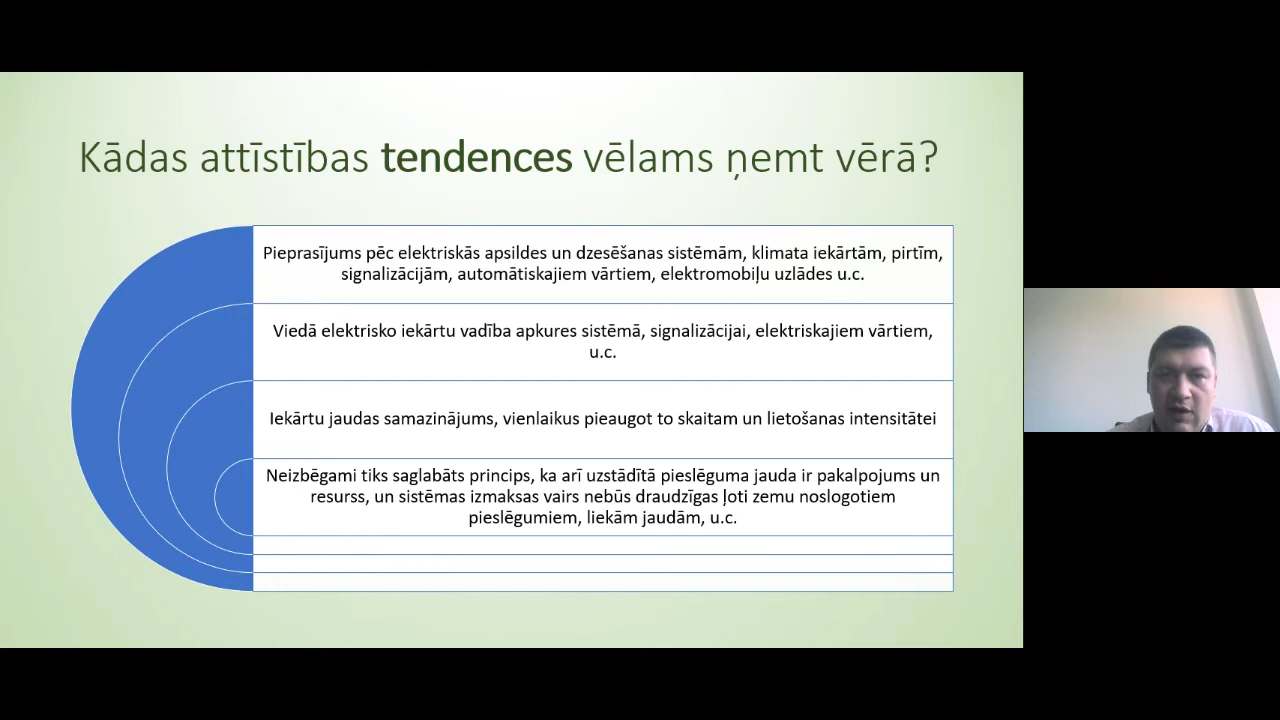 Kādas attīstības tendences vēlams ņemt vērā?
Pieprasījums pēc elektriskās apsildes un dzesēšanas sistēmām, klimata iekārtām, pirtīm,
signalizācijām, automātiskajiem vārtiem, elektromobiļu uzlādes u.c.
Viedā elektrisko iekārtu vadība apkures sistēmā, signalizācijai, elektriskajiem vārtiem,
u.c.
Iekārtu jaudas samazinājums, vienlaikus pieaugot to skaitam un lietošanas intensitātei
Neizbēgami tiks saglabāts princips, ka arī uzstādītā pieslēguma jauda ir pakalpojums un
resurss, un sistēmas izmaksas vairs nebūs draudzīgas ļoti zemu noslogotiem
pieslēgumiem, liekām jaudām, u.c.